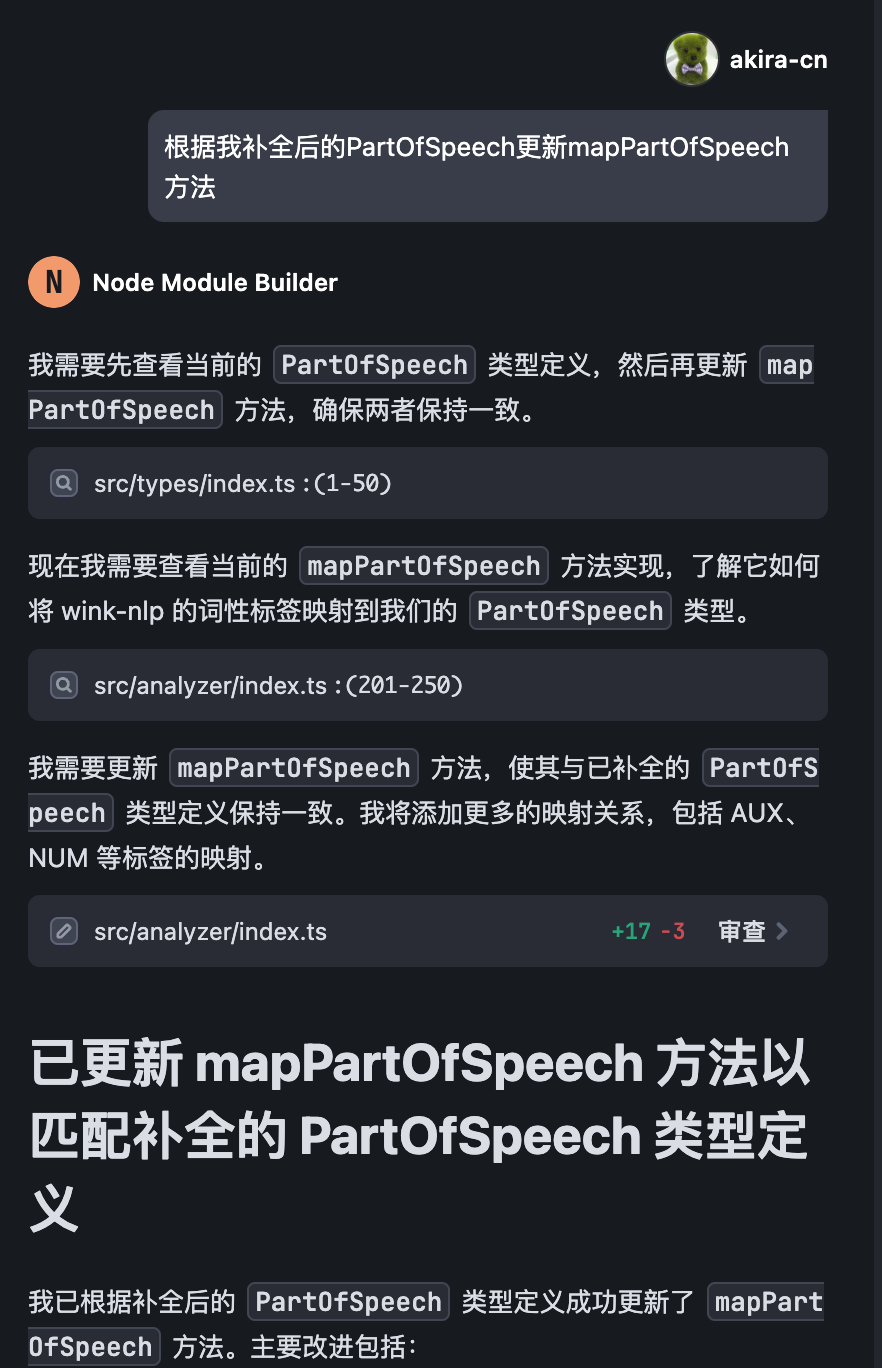 akira-cn
根据我补全后的PartOfSpeech更新mapPartOfSpeech
方法
N
Node Module Builder
我需要先查看当前的 PartOfSpeech 类型定义，然后再更新 map
PartOfSpeech 方法，确保两者保持一致。
src/types/index.ts :(1-50)
现在我需要查看当前的 mapPartOfSpeech 方法实现，了解它如何
将 wink-nlp 的词性标签映射到我们的 PartOfSpeech 类型。
src/analyzer/index.ts :(201-250)
我需要更新 mapPartOfSpeech 方法，使其与已补全的 PartOfS
peech 类型定义保持一致。我将添加更多的映射关系，包括 AUX、
NUM 等标签的映射。
src/analyzer/index.ts +17 -3 审查
已更新 mapPartOfSpeech 方法以
匹配补全的 PartOfSpeech 类型定
义
我已根据补全后的 PartOfSpeech 类型定义成功更新了 mapPart
OfSpeech 方法。主要改进包括：